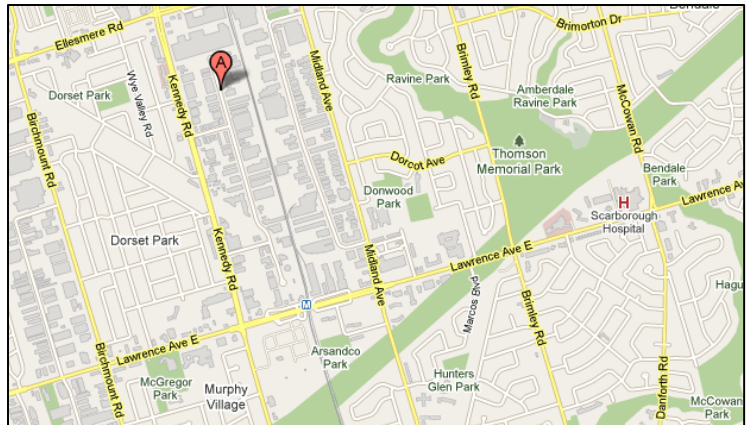 Ellesmere Rd
Bendale
Brimorton Dr
Midland Ave
Ravine Park
Brimley Rd
A
Wye Valley Rd
Kennedy Rd
Dorset Park
Amberdale
Ravine Park
McCowan Rd
Birchmount Rd
Dorcot Ave
Thomson
Memorial Park
Bendale
Park
Donwood
Park
Lawrence Ave E
H
Scarborough
Hospital
Dorset Park
Kennedy Rd
Midland Ave
Lawrence Ave E
Hagu
M
Marcos Blvd
Brimley Rd
Lawrence Ave E
Birchmount Rd
Arsandco
Park
McGregor
Park
Murphy
Village
Hunters
Glen Park
Danforth Rd
McCowan
Park